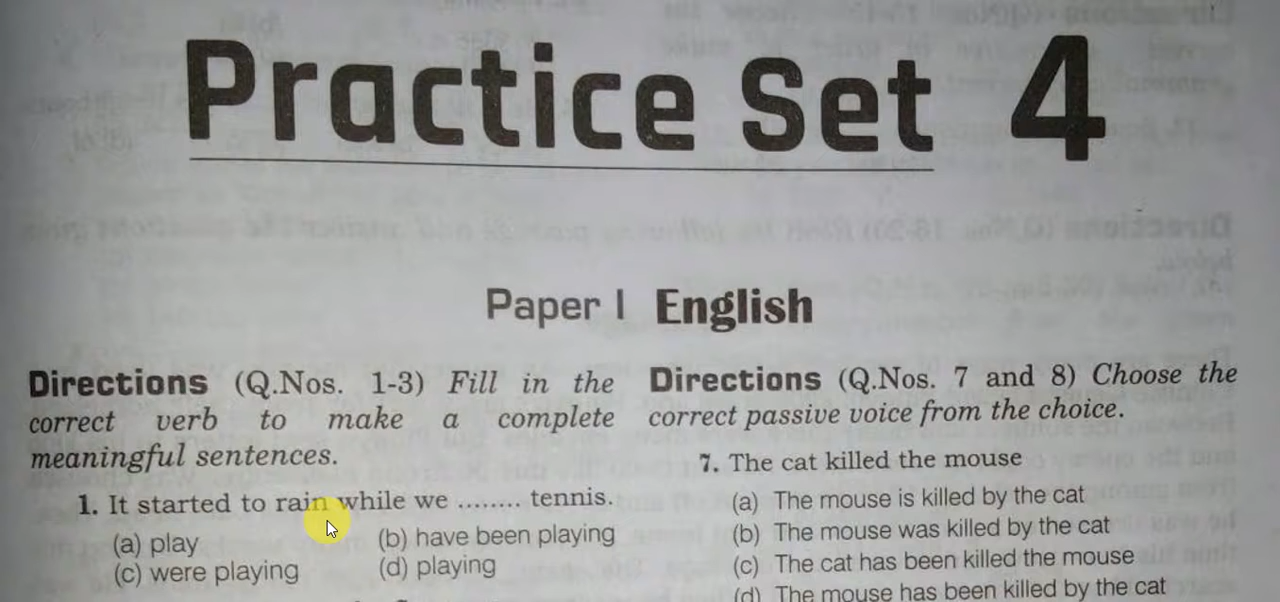 Practice Set 4
Paper I English
Directions (Q.Nos. 1-3) Fill in the
correct verb to make a complete
meaningful sentences.
1. It started to rain while we ........ tennis.
(a) play (b) have been playing
(c) were playing (d) playing
Directions (Q.Nos. 7 and 8) Choose the
correct passive voice from the choice.
7. The cat killed the mouse
(a) The mouse is killed by the cat
(b) The mouse was killed by the cat
(c) The cat has been killed the mouse
(d) The mouse has been killed by the cat